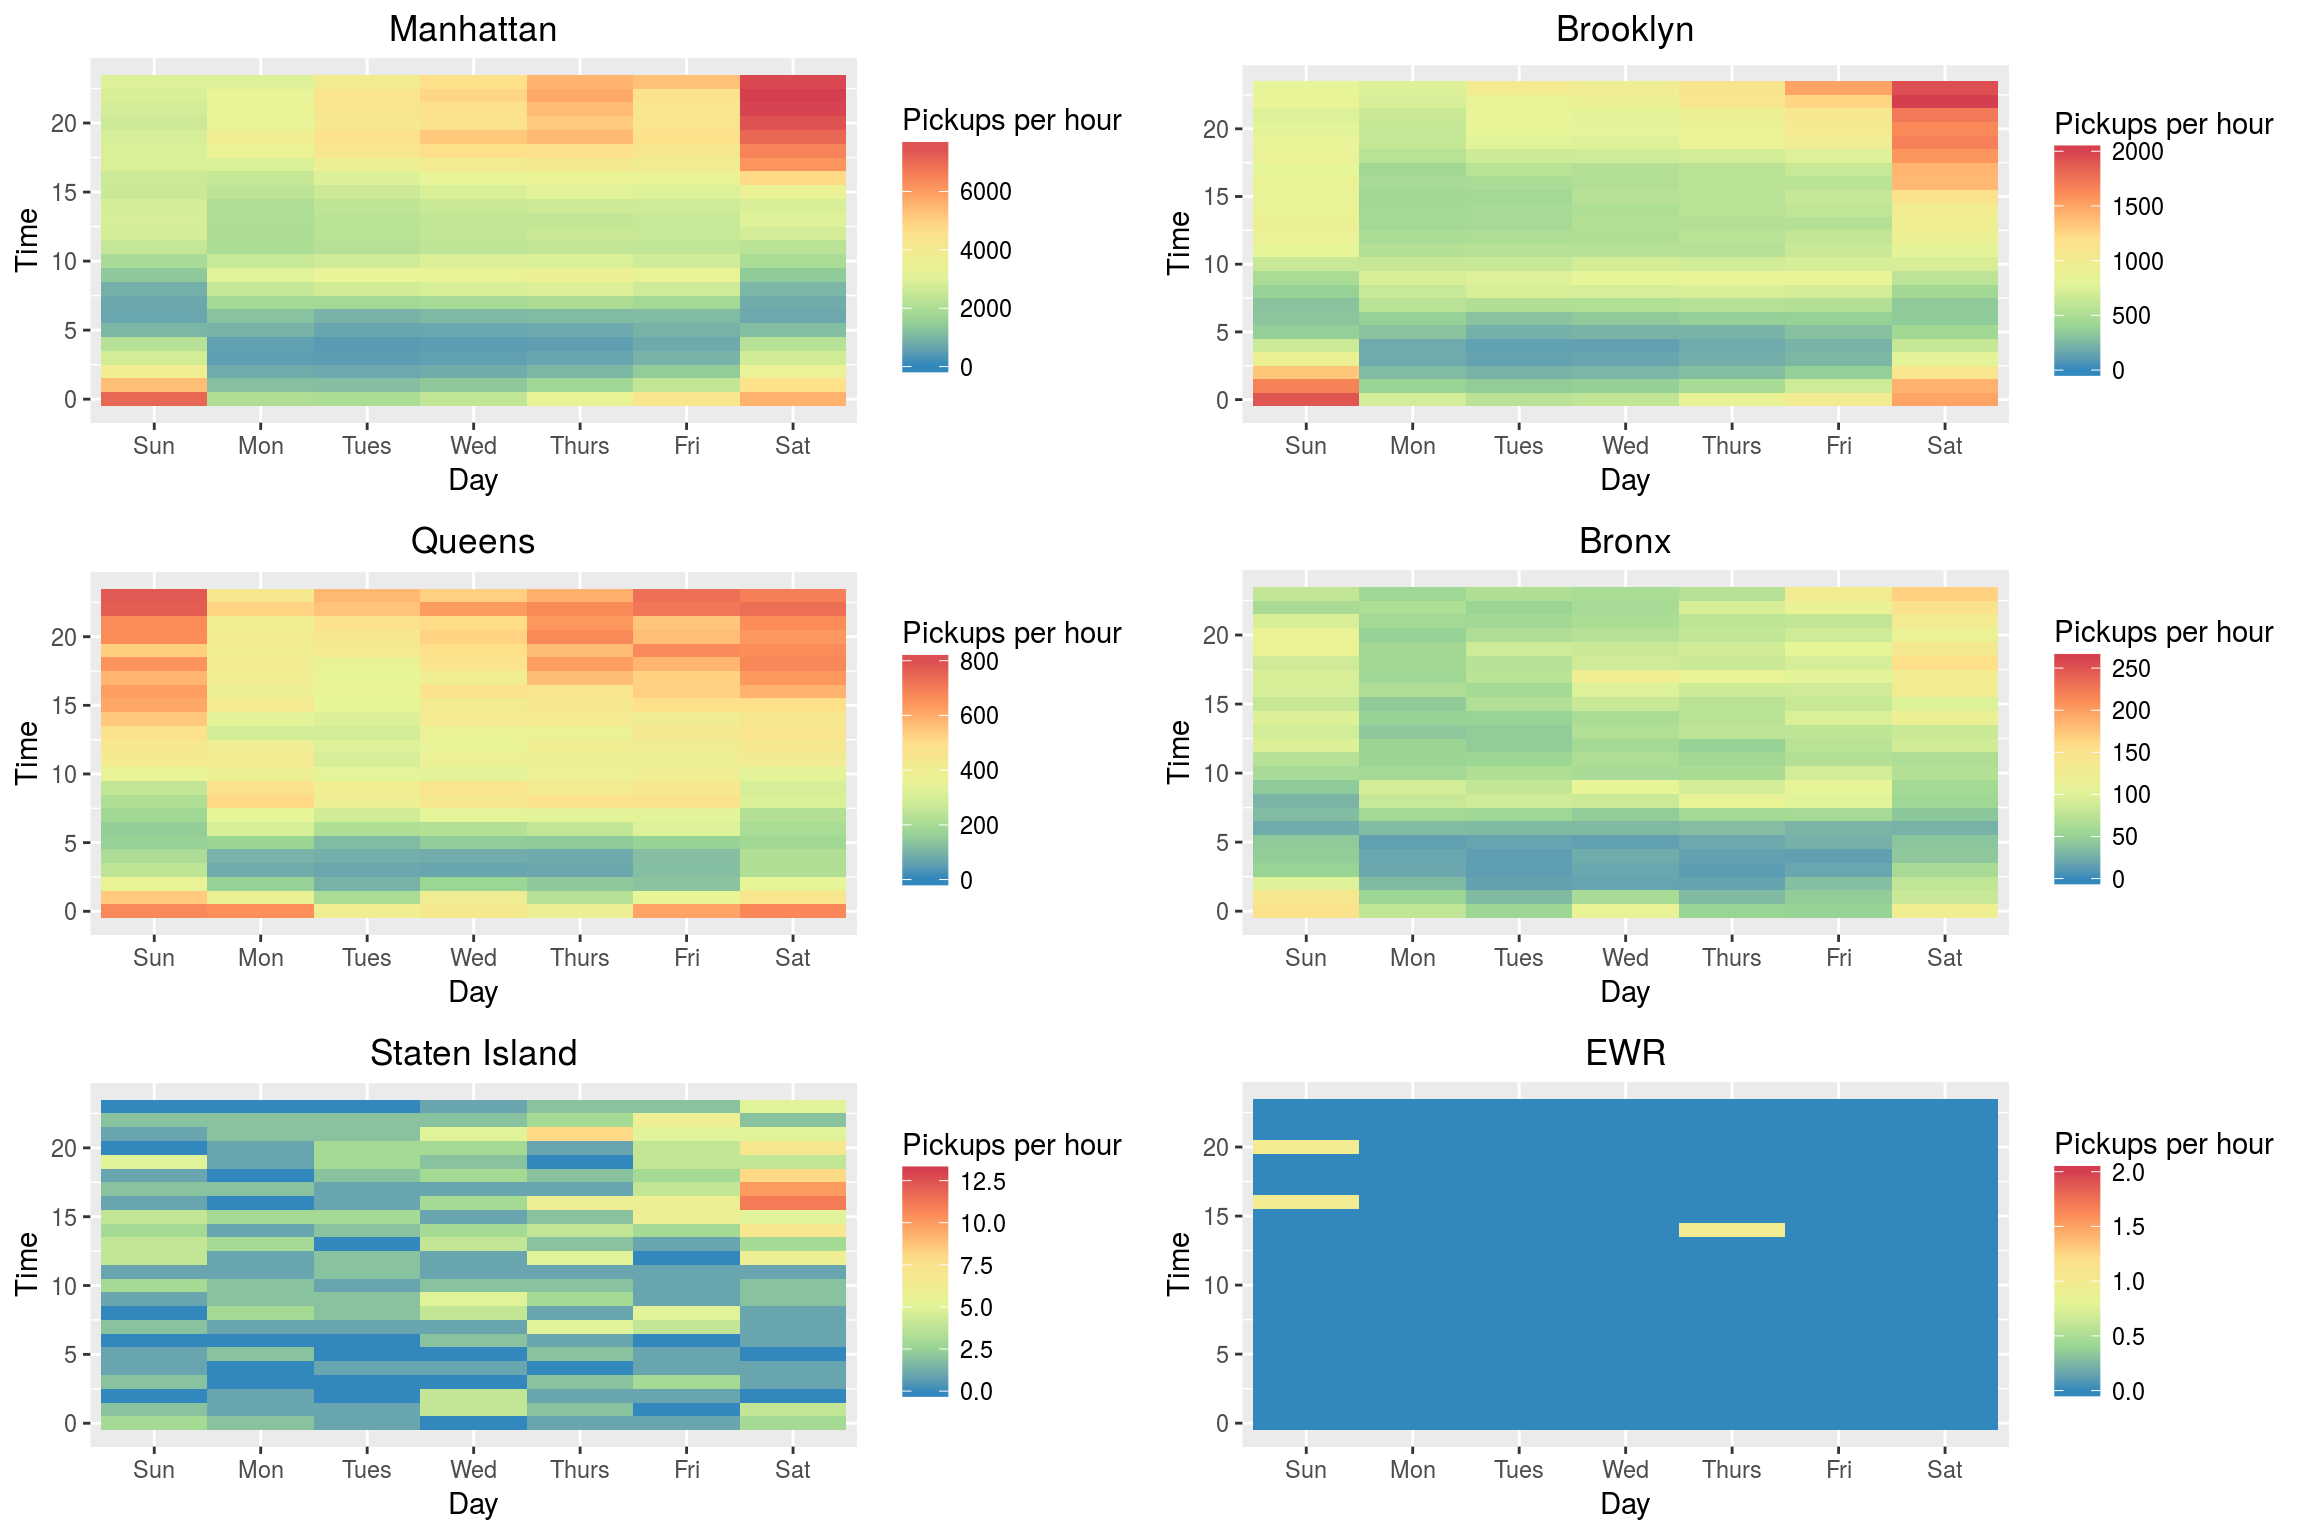 Manhattan
Time
20
15
10
5
0
Sun Mon Tues Wed Thurs Fri Sat
Day
Pickups per hour
6000
4000
2000
0
Brooklyn
Time
20
15
10
5
0
Sun Mon Tues Wed Thurs Fri Sat
Day
Pickups per hour
2000
1500
1000
500
0
Queens
Time
20
15
10
5
0
Sun Mon Tues Wed Thurs Fri Sat
Day
Pickups per hour
800
600
400
200
0
Bronx
Time
20
15
10
5
0
Sun Mon Tues Wed Thurs Fri Sat
Day
Pickups per hour
250
200
150
100
50
0
Staten Island
Time
20
15
10
5
0
Sun Mon Tues Wed Thurs Fri Sat
Day
Pickups per hour
12.5
10.0
7.5
5.0
2.5
0.0
EWR
Time
20
15
10
5
0
Sun Mon Tues Wed Thurs Fri Sat
Day
Pickups per hour
2.0
1.5
1.0
0.5
0.0